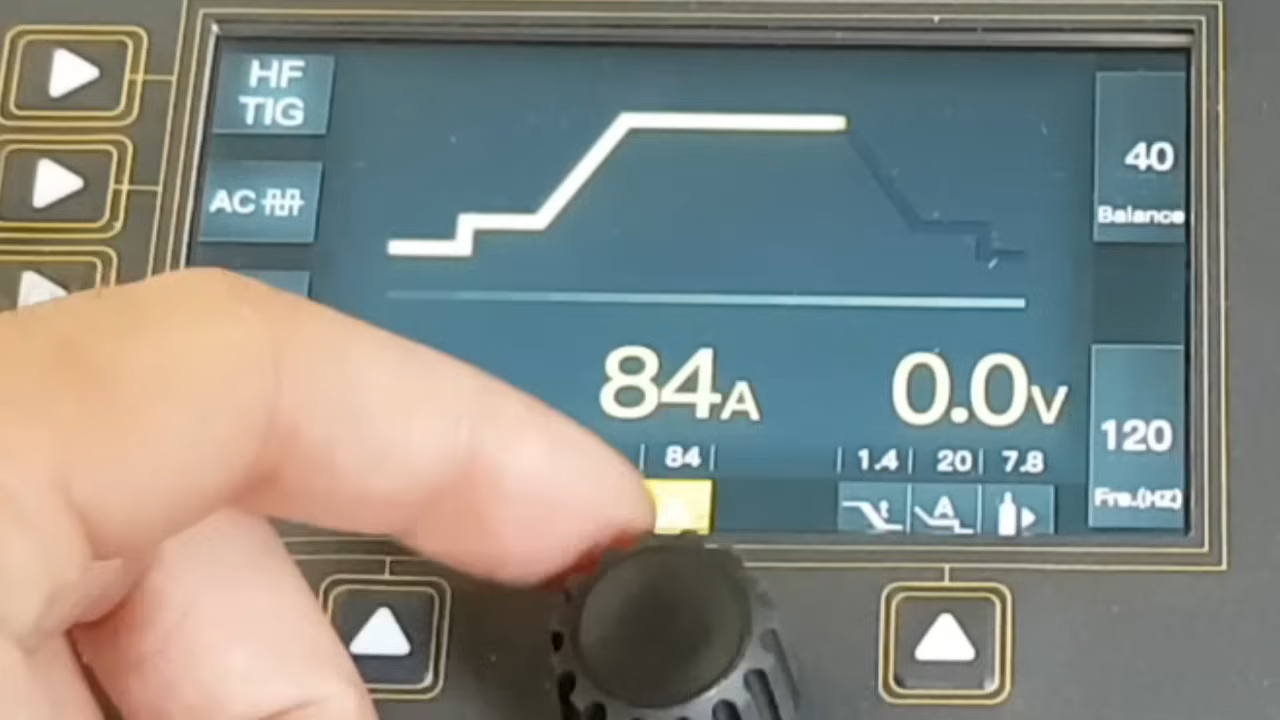 HF
TIG
AC
40
Balance
84A
0.0V
84
1.4
20
7.8
120
Fre.(HZ)
t
A